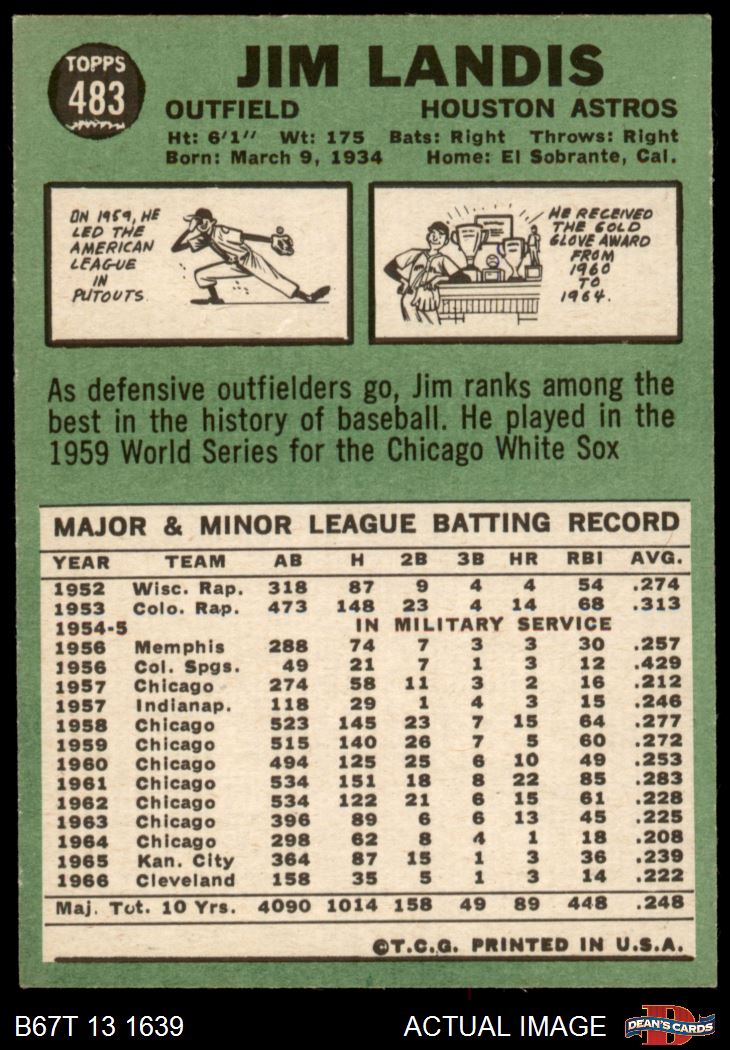 TOPPS
483
JIM LANDIS
OUTFIELD HOUSTON ASTROS
Ht: 6'1" Wt: 175 Bats: Right Throws: Right
Born: March 9, 1934 Home: El Sobrante, Cal.
ON 1959, HE
LED THE
AMERICAN
LEAGUE
IN
PUTOUTS
HE RECEIVED
THE GOLD
GLOVE AWARD
FROM
1960
TO
1964.
As defensive outfielders go, Jim ranks among the
best in the history of baseball. He played in the
1959 World Series for the Chicago White Sox
MAJOR & MINOR LEAGUE BATTING RECORD
YEAR TEAM AB H 2B 3B HR RBI AVG.
1952 Wisc. Rap. 318 87 9 4 4 54 .274
1953 Colo. Rap. 473 148 23 4 14 68 .313
1954-5 IN MILITARY SERVICE
1956 Memphis 288 74 7 3 3 30 .257
1956 Col. Spgs. 49 21 7 1 3 12 .429
1957 Chicago 274 58 11 3 2 16 .212
1957 Indianap. 118 29 1 4 3 15 .246
1958 Chicago 523 145 23 7 15 64 .277
1959 Chicago 515 140 26 7 5 60 .272
1960 Chicago 494 125 25 6 10 49 .253
1961 Chicago 534 151 18 8 22 85 .283
1962 Chicago 534 122 21 6 15 61 .228
1963 Chicago 396 89 6 6 13 45 .225
1964 Chicago 298 62 8 4 1 18 .208
1965 Kan. City 364 87 15 1 3 36 .239
1966 Cleveland 158 35 5 1 3 14 .222
Maj. Tot. 10 Yrs. 4090 1014 158 49 89 448 .248
©T.C.G. PRINTED IN U.S.A.
B67T 13 1639 ACTUAL IMAGE
D
DEAN'S CARDS